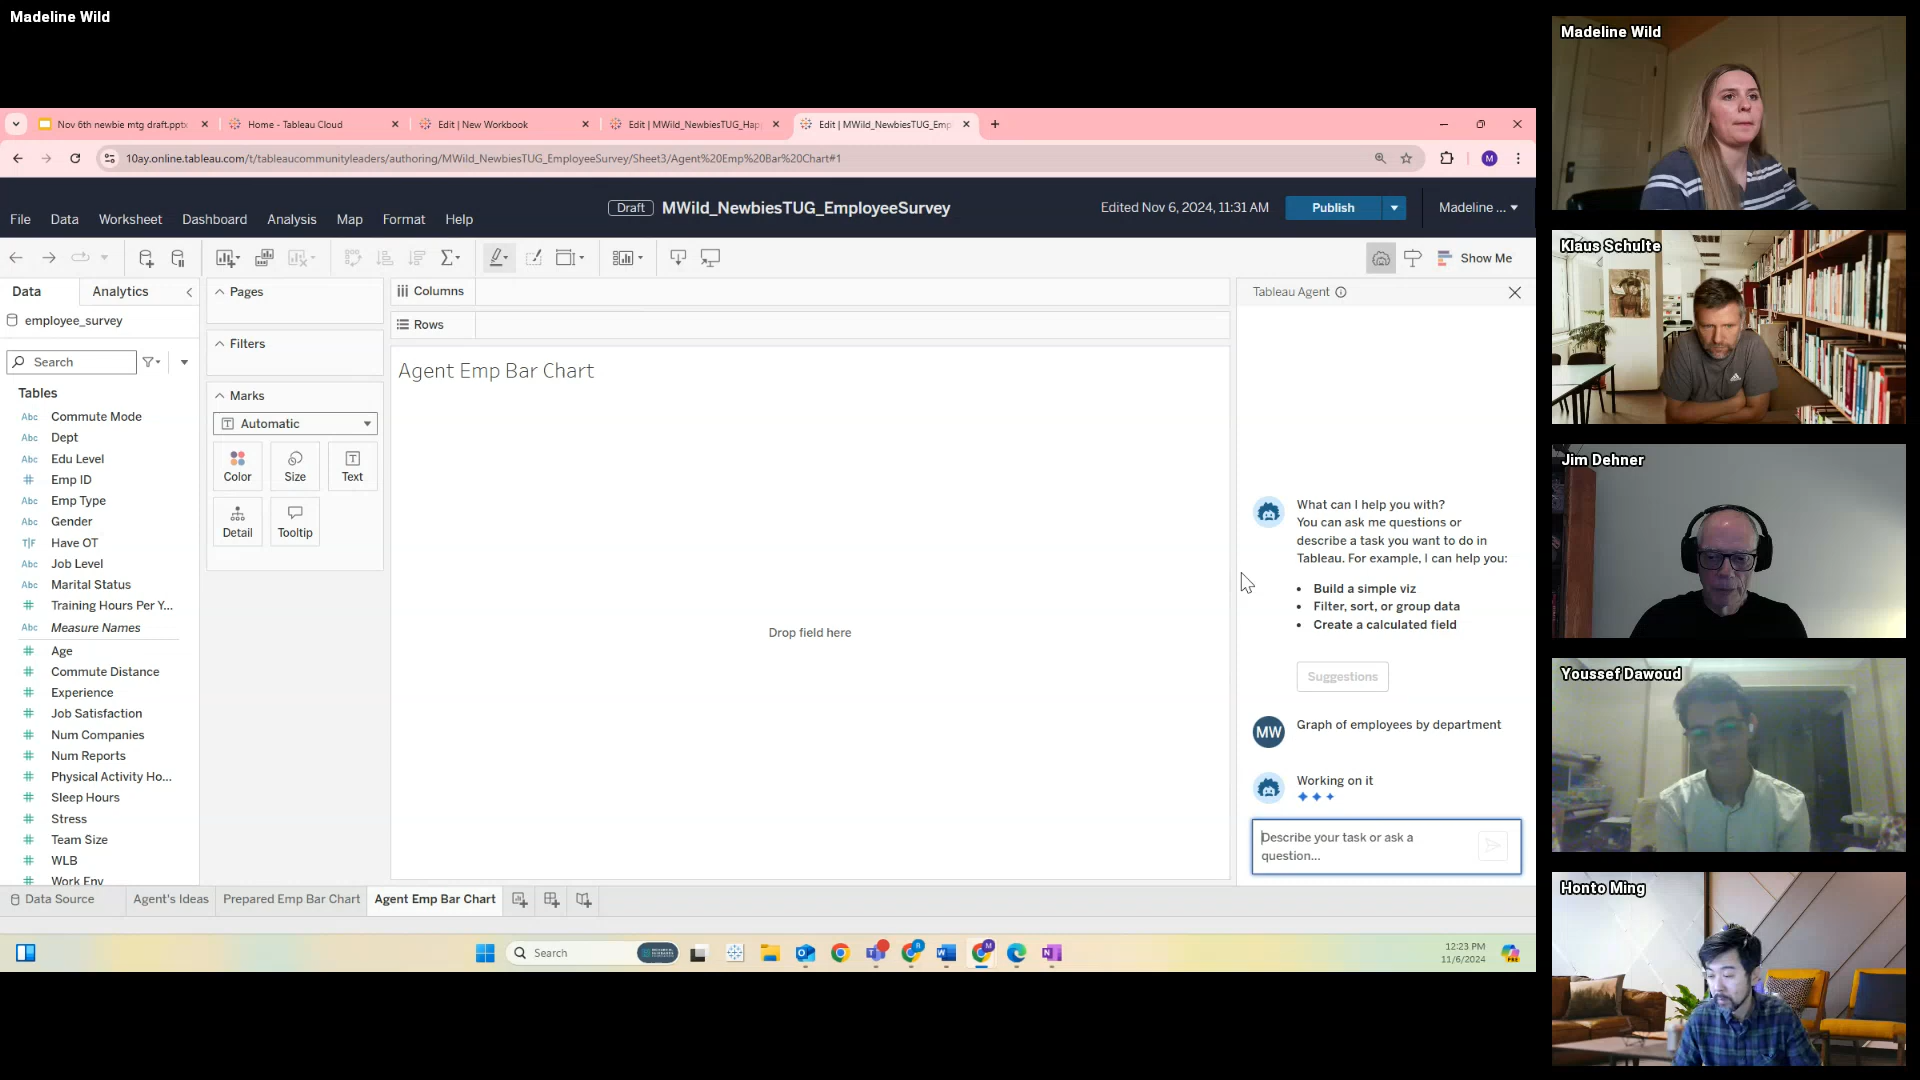 Madeline Wild
Nov 6th newbie mtg draft.pptx
Home - Tableau Cloud
Edit | New Workbook
Edit | MWild_NewbiesTUG_Hap
Edit | MWild_NewbiesTUG_Emp
10ay.online.tableau.com/t/tableaucommunityleaders/authoring/MWild_NewbiesTUG_EmployeeSurvey/Sheet3/Agent%20Emp%20Bar%20Chart#1
M
Draft
MWild_NewbiesTUG_EmployeeSurvey
Edited Nov 6, 2024, 11:31 AM
Publish
Madeline ...
File
Data
Worksheet
Dashboard
Analysis
Map
Format
Help
Show Me
Data
Analytics
employee_survey
Search
Tables
Abc Commute Mode
Abc Dept
Abc Edu Level
# Emp ID
Abc Emp Type
Abc Gender
T|F Have OT
Abc Job Level
Abc Marital Status
# Training Hours Per Y...
Abc Measure Names
# Age
# Commute Distance
# Experience
# Job Satisfaction
# Num Companies
# Num Reports
# Physical Activity Ho...
# Sleep Hours
# Stress
# Team Size
# WLB
# Work Env
Pages
Filters
Marks
Automatic
Color
Size
Text
Detail
Tooltip
Columns
Rows
Agent Emp Bar Chart
Drop field here
Tableau Agent
What can I help you with?
You can ask me questions or
describe a task you want to do in
Tableau. For example, I can help you:
• Build a simple viz
• Filter, sort, or group data
• Create a calculated field
Suggestions
MW
Graph of employees by department
Working on it
Describe your task or ask a
question...
Data Source
Agent's Ideas
Prepared Emp Bar Chart
Agent Emp Bar Chart
Search
12:23 PM
11/6/2024
Madeline Wild
Klaus Schulte
Jim Dehner
Youssef Dawoud
Honto Ming